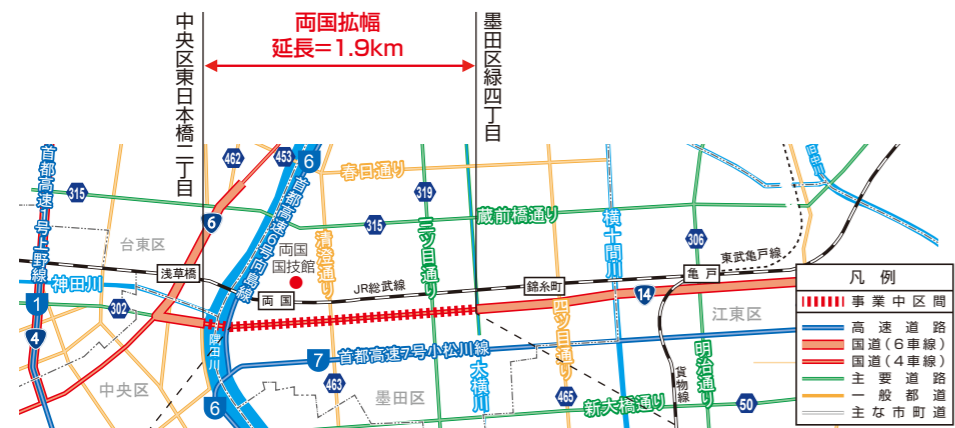 両国拡幅
延長=1.9km
中央区東日本橋二丁目
墨田区緑四丁目
首都高速1号上野線
315
台東区
462
453
6
春日通り
首都高速6号向島線
6
315
319
三ツ目通り
蔵前橋通り
清澄通り
両国
国技館
横十間川
306
旧中川
東武亀戸線
浅草橋
両国
JR総武線
錦糸町
亀戸
神田川
1
302
4
隅田川
14
四ツ目通り
江東区
7
首都高速7号小松川線
中央区
6
463
墨田区
大横川
465
新大橋通り
貨物線
明治通り
50
凡例
事業中区間
高速道路
国道(6車線)
国道(4車線)
主要道路
一般都道
主な市町道